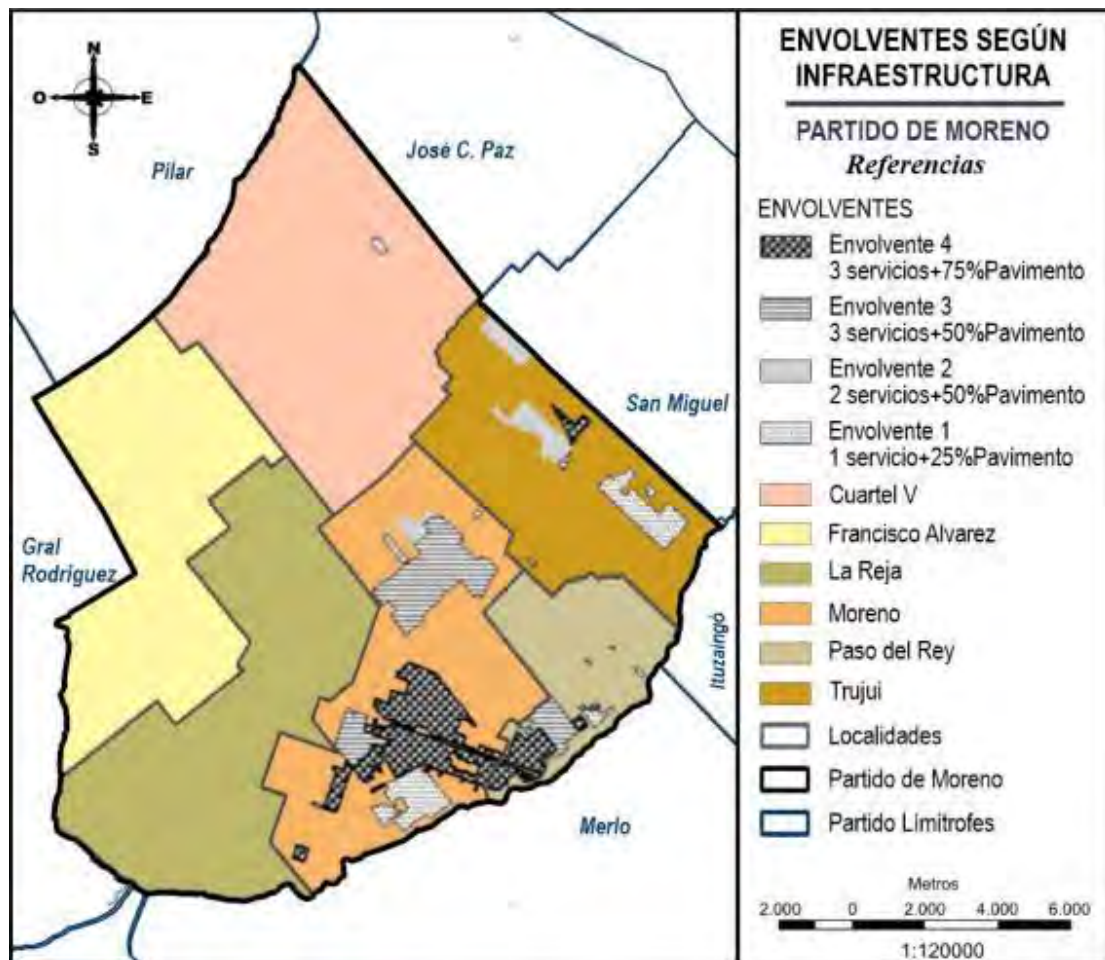 N
O
E
S
Pilar
José C. Paz
San Miguel
Gral
Rodríguez
Ituzaingó
Merlo
ENVOLVENTES SEGÚN
INFRAESTRUCTURA
PARTIDO DE MORENO
Referencias
ENVOLVENTES
Envolvente 4
3 servicios+75%Pavimento
Envolvente 3
3 servicios+50%Pavimento
Envolvente 2
2 servicios+50%Pavimento
Envolvente 1
1 servicio+25%Pavimento
Cuartel V
Francisco Alvarez
La Reja
Moreno
Paso del Rey
Trujui
Localidades
Partido de Moreno
Partido Limítrofes
Metros
2.000 0 2.000 4.000 6.000
1:120000